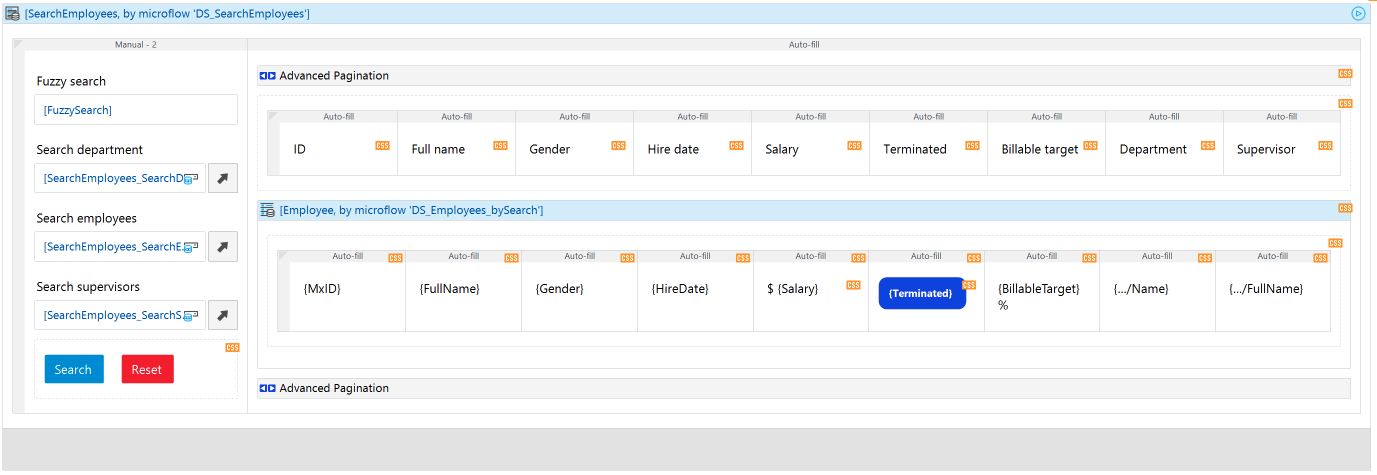 [SearchEmployees, by microflow 'DS_SearchEmployees']
Manual - 2
Auto-fill
Fuzzy search
[FuzzySearch]
Search department
[SearchEmployees_SearchD
Search employees
[SearchEmployees_SearchE
Search supervisors
[SearchEmployees_SearchS
CSS
Search Reset
Advanced Pagination CSS
CSS
Auto-fill Auto-fill Auto-fill Auto-fill Auto-fill Auto-fill Auto-fill Auto-fill Auto-fill
ID CSS Full name CSS Gender CSS Hire date CSS Salary CSS Terminated CSS Billable target CSS Department CSS Supervisor CSS
[Employee, by microflow 'DS_Employees_bySearch'] CSS
CSS
Auto-fill CSS Auto-fill CSS Auto-fill CSS Auto-fill CSS Auto-fill CSS Auto-fill CSS Auto-fill CSS Auto-fill CSS Auto-fill CSS
{MxID} {FullName} {Gender} {HireDate} $ {Salary} CSS {Terminated} CSS {BillableTarget} {.../Name} {.../FullName}
%
Advanced Pagination